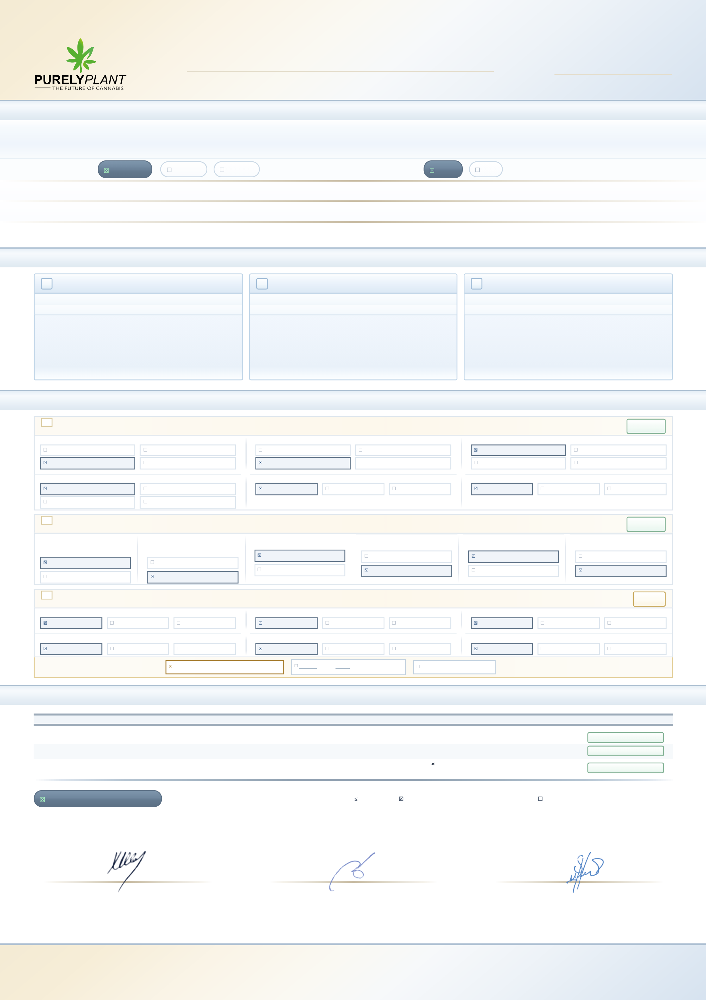 PURELYPLANT
THE FUTURE OF CANNABIS
☒ ☐ ☐ ☒ ☐
☐ ☐ ☐ ☐ ☒ ☐
☒ ☐ ☒ ☐ ☐ ☐
☒ ☐ ☒ ☐ ☐ ☒ ☐ ☐
☐ ☐
☒ ☐ ☒ ☐ ☒ ☐
☐ ☒ ☐ ☒ ☐ ☒
☒ ☐ ☐ ☒ ☐ ☐ ☒ ☐ ☐
☒ ☐ ☐ ☒ ☐ ☐ ☒ ☐ ☐
☒ ☐ ☐
≤
☒ ≤ ☒ ☐